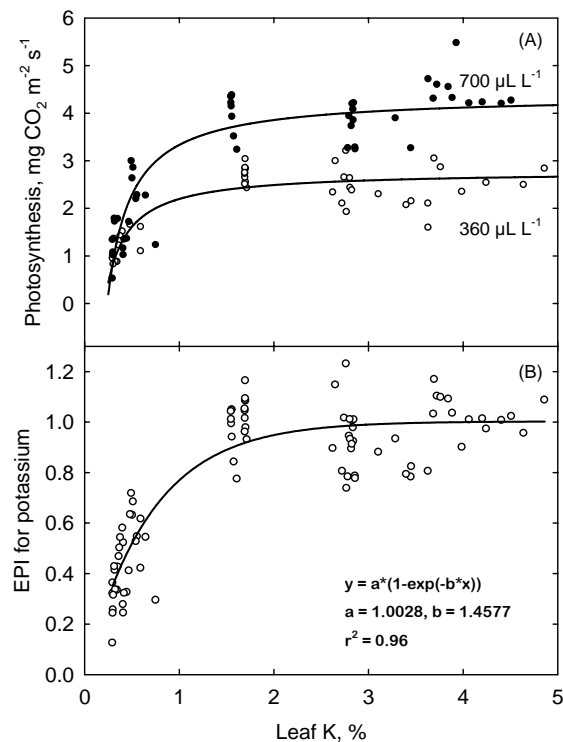 (A)
6
5
4
3
2
1
0
Photosynthesis, mg CO₂ m⁻² s⁻¹
700 µL L⁻¹
360 µL L⁻¹
(B)
1.2
1.0
0.8
0.6
0.4
0.2
0.0
EPI for potassium
y = a*(1-exp(-b*x))
a = 1.0028, b = 1.4577
r² = 0.96
0 1 2 3 4 5
Leaf K, %